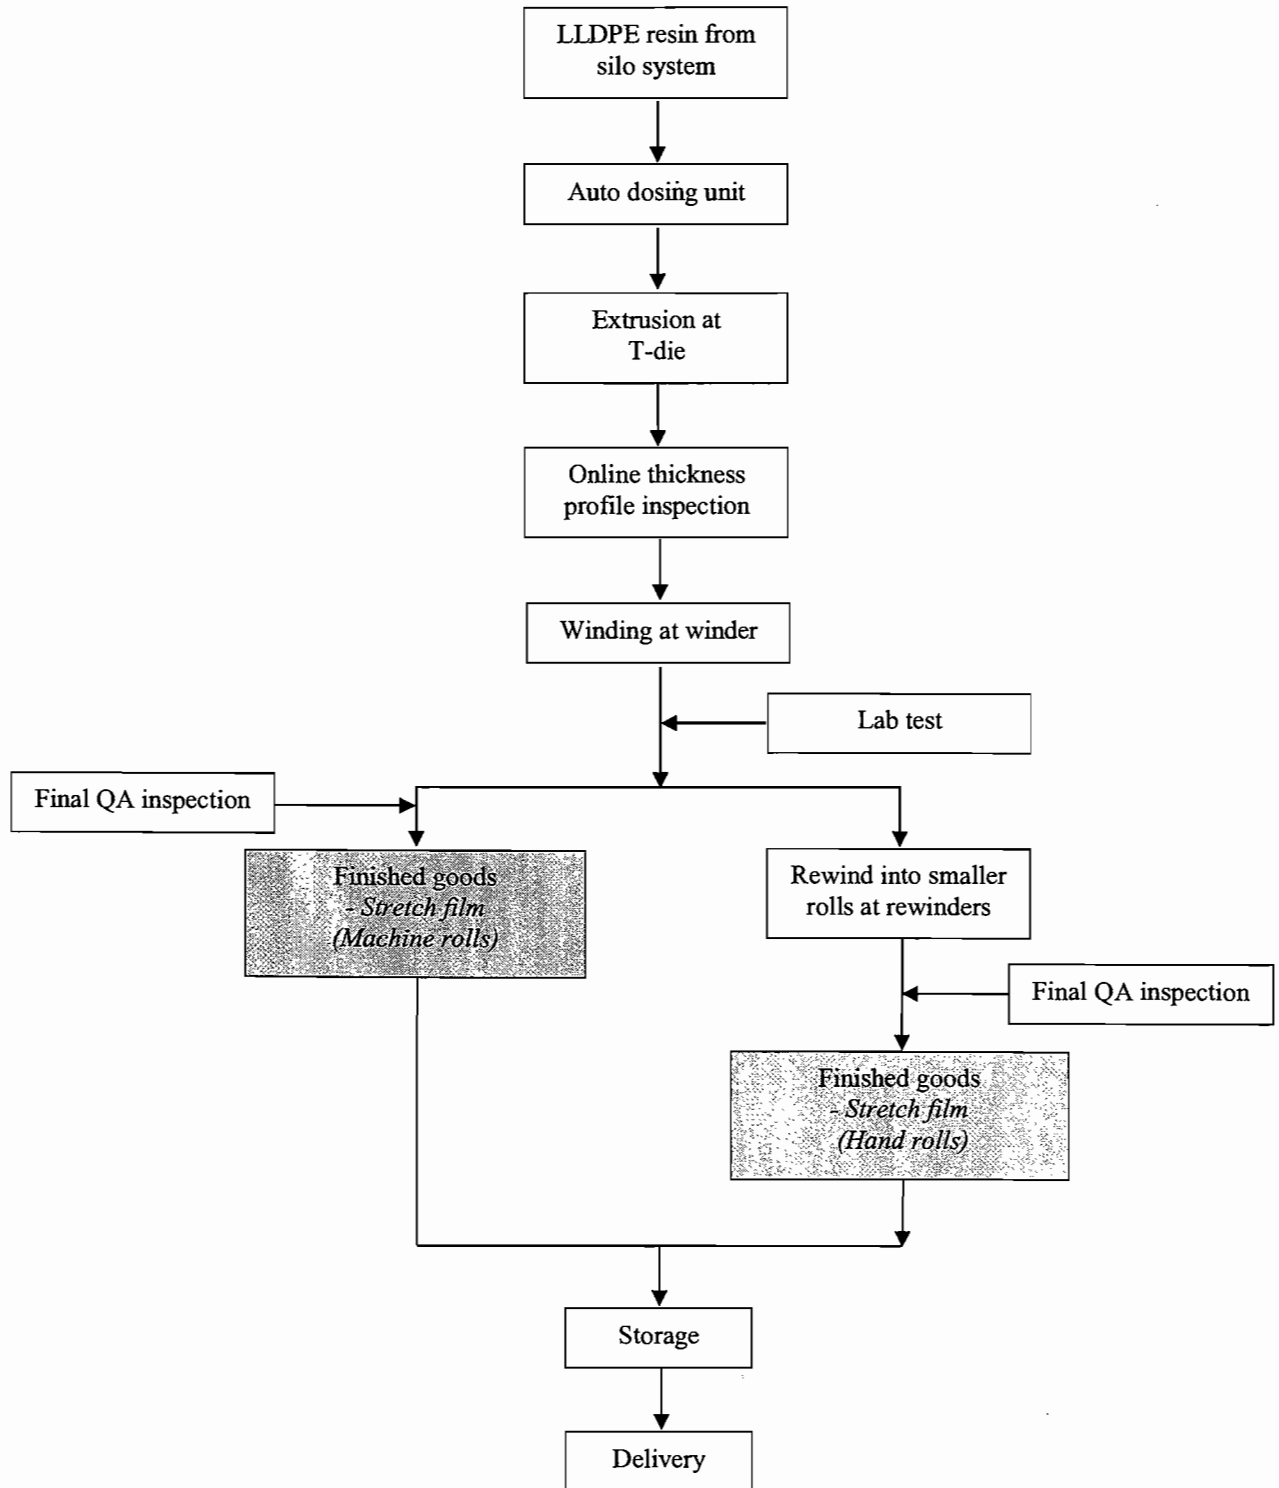 LLDPE resin from
silo system
Auto dosing unit
Extrusion at
T-die
Online thickness
profile inspection
Winding at winder
Lab test
Final QA inspection
Finished goods
- Stretch film
(Machine rolls)
Rewind into smaller
rolls at rewinders
Final QA inspection
Finished goods
- Stretch film
(Hand rolls)
Storage
Delivery